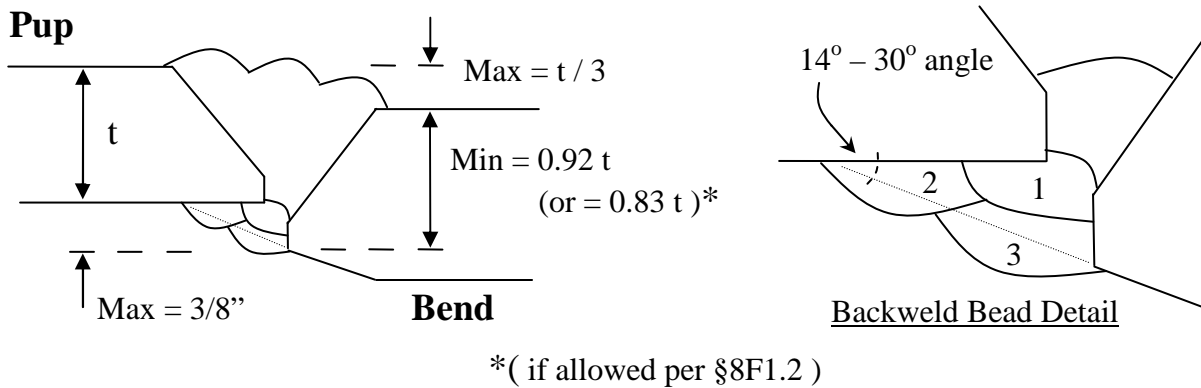 Pup
Max = t / 3
t
Min = 0.92 t
(or = 0.83 t )*
Max = 3/8”
Bend
14° – 30° angle
2
1
3
Backweld Bead Detail
*( if allowed per §8F1.2 )